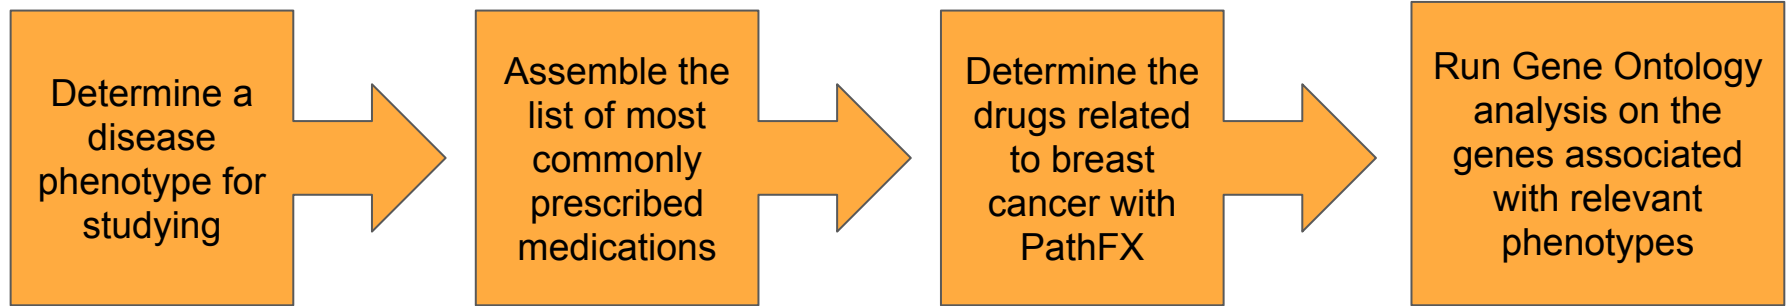 Determine a
disease
phenotype for
studying
Assemble the
list of most
commonly
prescribed
medications
Determine the
drugs related
to breast
cancer with
PathFX
Run Gene Ontology
analysis on the
genes associated
with relevant
phenotypes